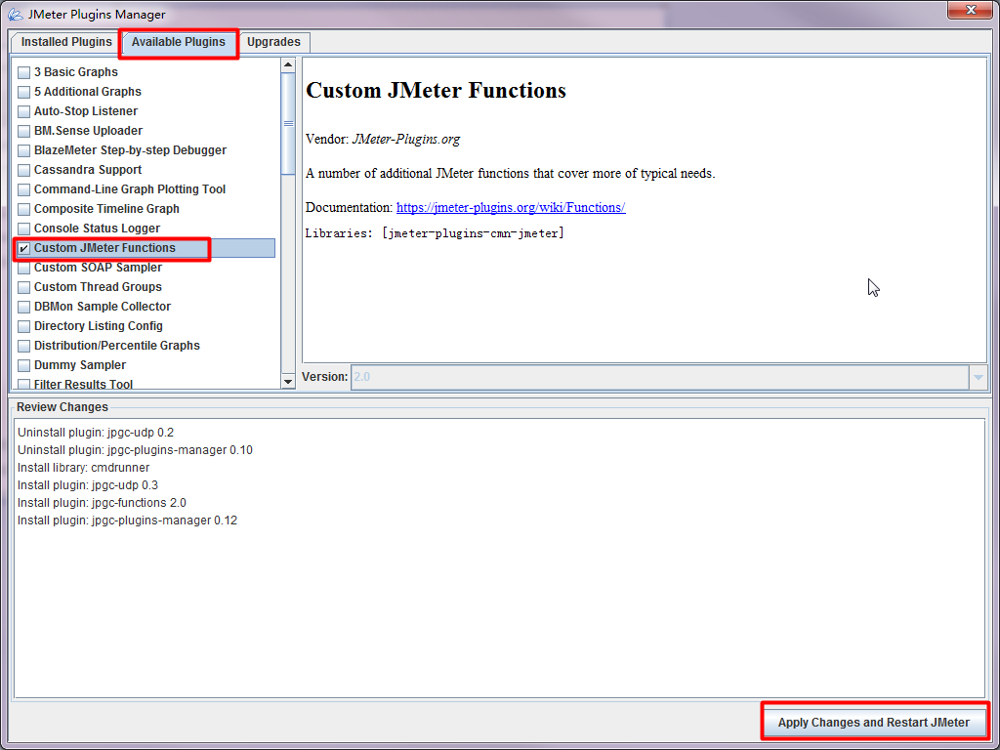 JMeter Plugins Manager
Installed Plugins Available Plugins Upgrades
3 Basic Graphs
5 Additional Graphs
Auto-Stop Listener
BM.Sense Uploader
BlazeMeter Step-by-step Debugger
Cassandra Support
Command-Line Graph Plotting Tool
Composite Timeline Graph
Console Status Logger
Custom JMeter Functions
Custom SOAP Sampler
Custom Thread Groups
DBMon Sample Collector
Directory Listing Config
Distribution/Percentile Graphs
Dummy Sampler
Filter Results Tool
Custom JMeter Functions
Vendor: JMeter-Plugins.org
A number of additional JMeter functions that cover more of typical needs.
Documentation: https://jmeter-plugins.org/wiki/Functions/
Libraries: [jmeter-plugins-cmn-jmeter]
Version: 2.0
Review Changes
Uninstall plugin: jpgc-udp 0.2
Uninstall plugin: jpgc-plugins-manager 0.10
Install library: cmdrunner
Install plugin: jpgc-udp 0.3
Install plugin: jpgc-functions 2.0
Install plugin: jpgc-plugins-manager 0.12
Apply Changes and Restart JMeter